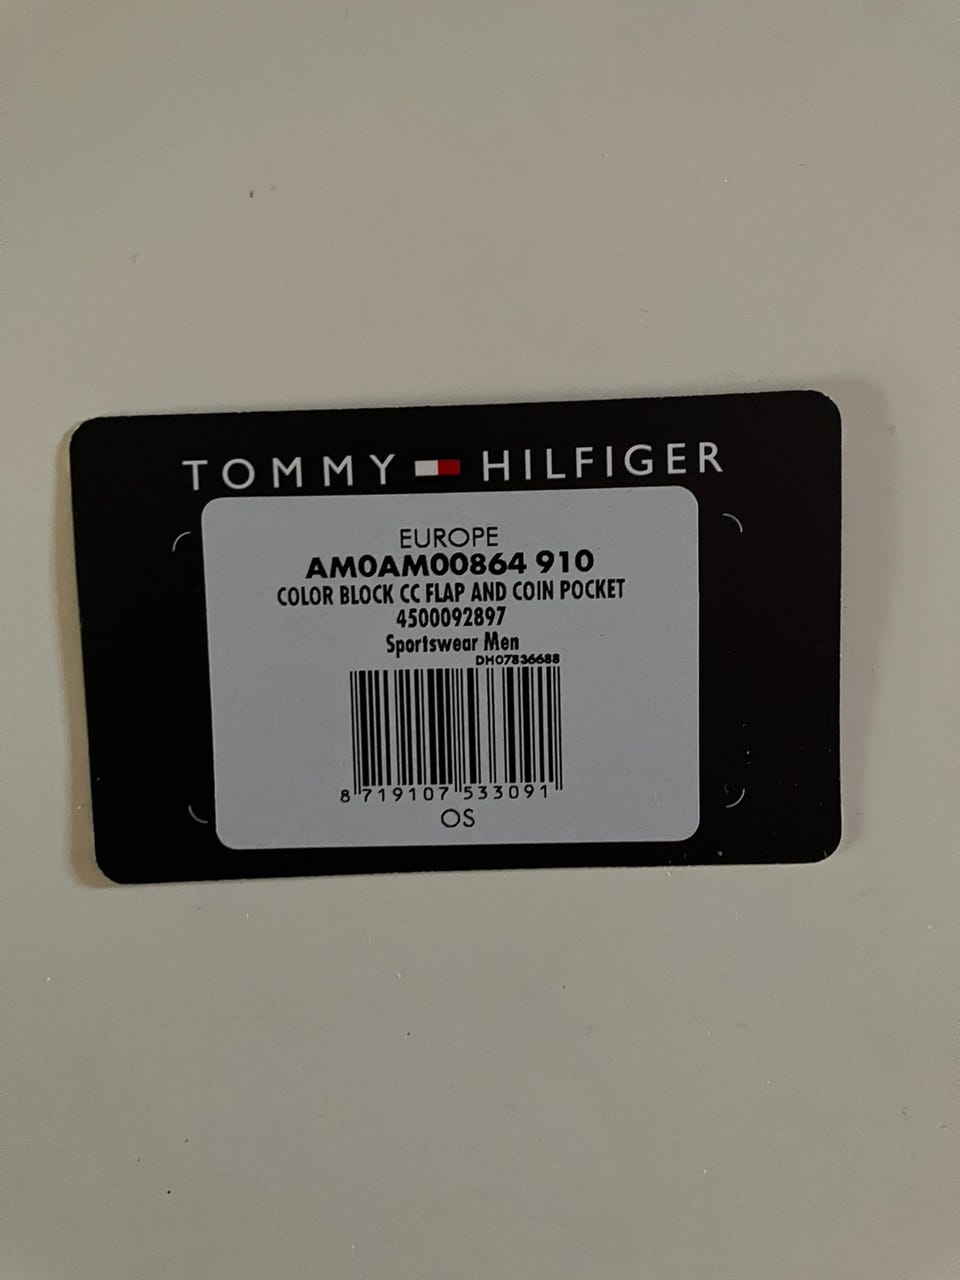 TOMMY HILFIGER
EUROPE
AM0AM00864 910
COLOR BLOCK CC FLAP AND COIN POCKET
4500092897
Sportswear Men
DH07836688
8 719107 533091
OS